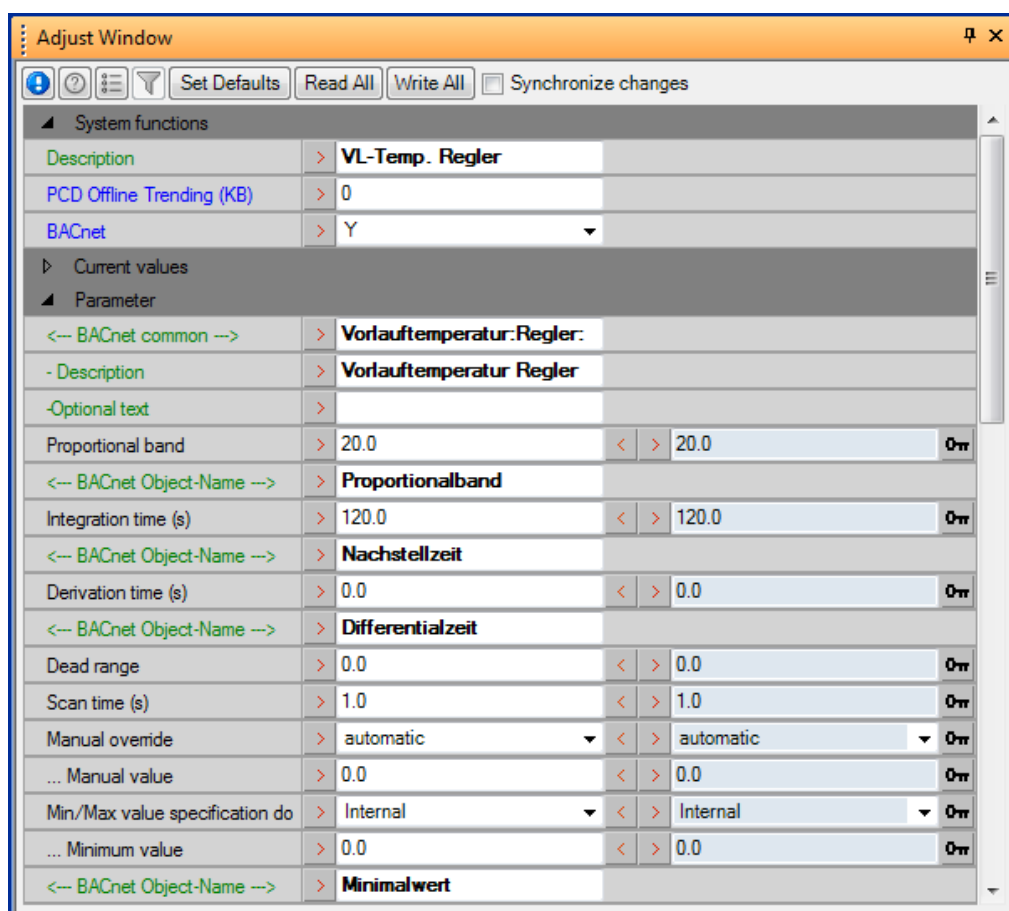 Adjust Window
Set Defaults Read All Write All Synchronize changes
System functions
Description > VL-Temp. Regler
PCD Offline Trending (KB) > 0
BACnet > Y
Current values
Parameter
<--- BACnet common ---> > Vorlauftemperatur:Regler:
- Description > Vorlauftemperatur Regler
-Optional text >
Proportional band > 20.0 < > 20.0
<--- BACnet Object-Name ---> > Proportionalband
Integration time (s) > 120.0 < > 120.0
<--- BACnet Object-Name ---> > Nachstellzeit
Derivation time (s) > 0.0 < > 0.0
<--- BACnet Object-Name ---> > Differentialzeit
Dead range > 0.0 < > 0.0
Scan time (s) > 1.0 < > 1.0
Manual override > automatic < > automatic
... Manual value > 0.0 < > 0.0
Min/Max value specification do > Internal < > Internal
... Minimum value > 0.0 < > 0.0
<--- BACnet Object-Name ---> > Minimalwert